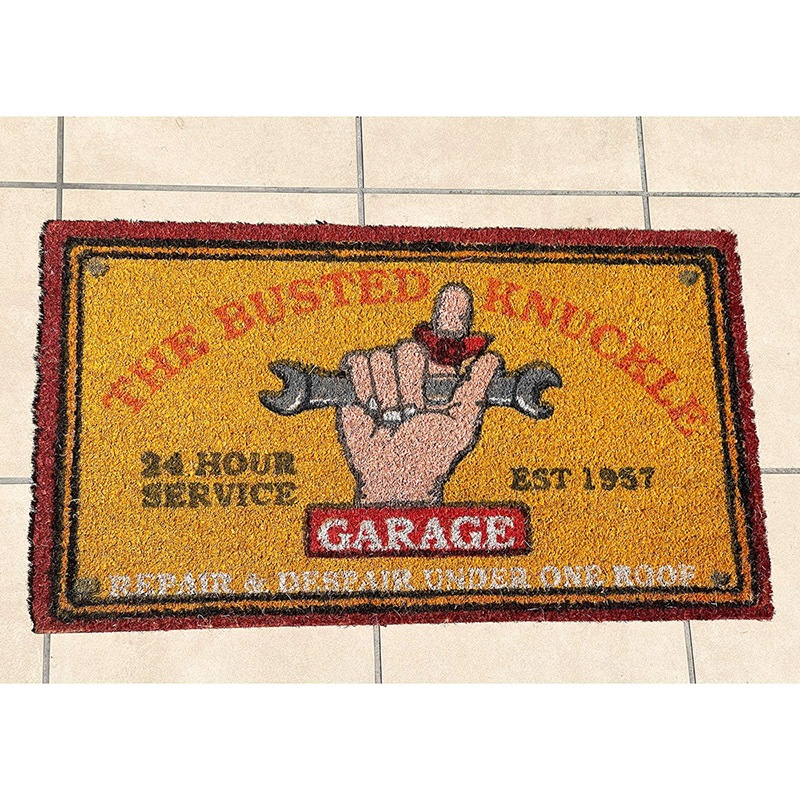 THE BUSTED KNUCKLE
24 HOUR
SERVICE
EST 1957
GARAGE
REPAIR & DESPAIR UNDER ONE ROOF